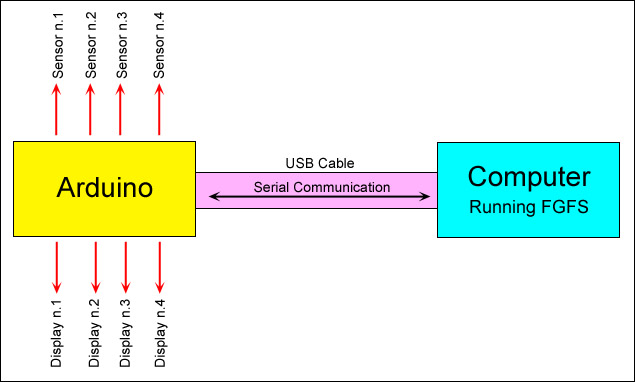 Sensor n.1
Sensor n.2
Sensor n.3
Sensor n.4
Arduino
USB Cable
Serial Communication
Computer
Running FGFS
Display n.1
Display n.2
Display n.3
Display n.4